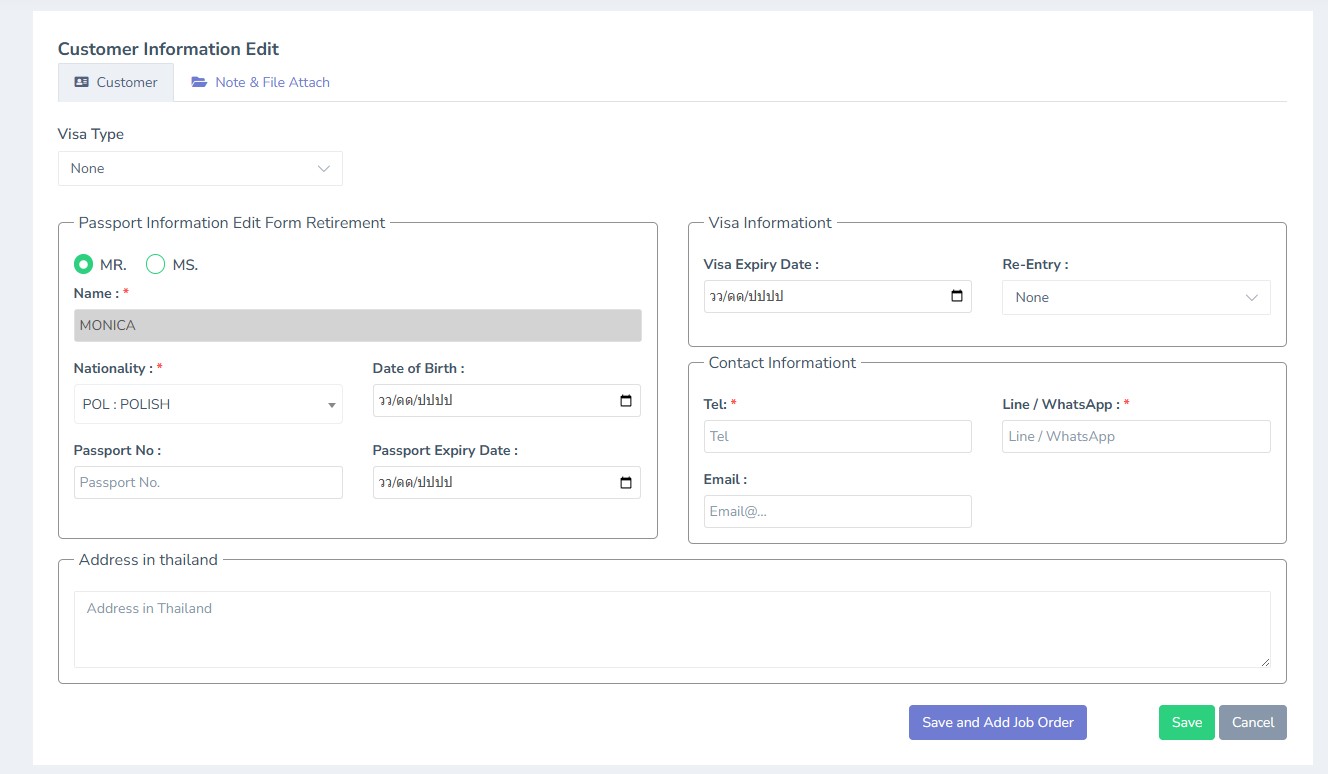 Customer Information Edit
Customer
Note & File Attach
Visa Type
None
Passport Information Edit Form Retirement
MR. MS.
Name : *
MONICA
Nationality : *
POL : POLISH
Date of Birth :
วว/ดด/ปปปป
Passport No :
Passport No.
Passport Expiry Date :
วว/ดด/ปปปป
Visa Informationt
Visa Expiry Date :
วว/ดด/ปปปป
Re-Entry :
None
Contact Informationt
Tel: *
Tel
Line / WhatsApp : *
Line / WhatsApp
Email :
Email@...
Address in thailand
Address in Thailand
Save and Add Job Order
Save
Cancel